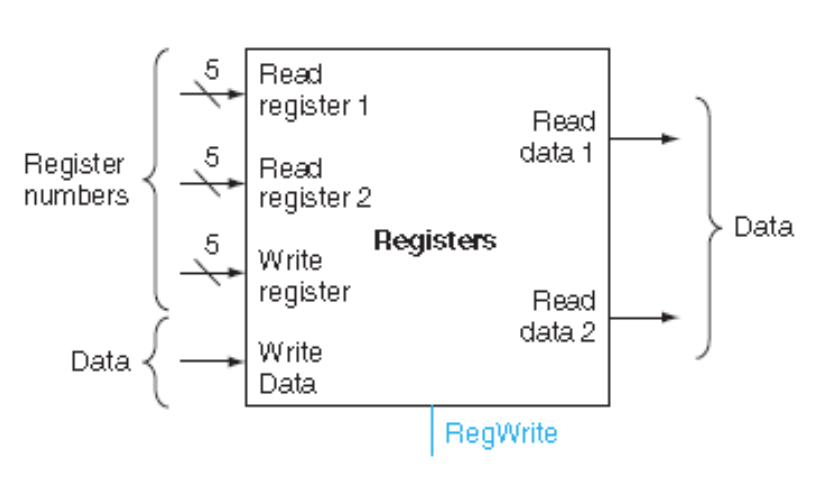 5
Read
register 1
Register
numbers
5
Read
register 2
5
Write
register
Data
Write
Data
Registers
Read
data 1
Read
data 2
Data
RegWrite